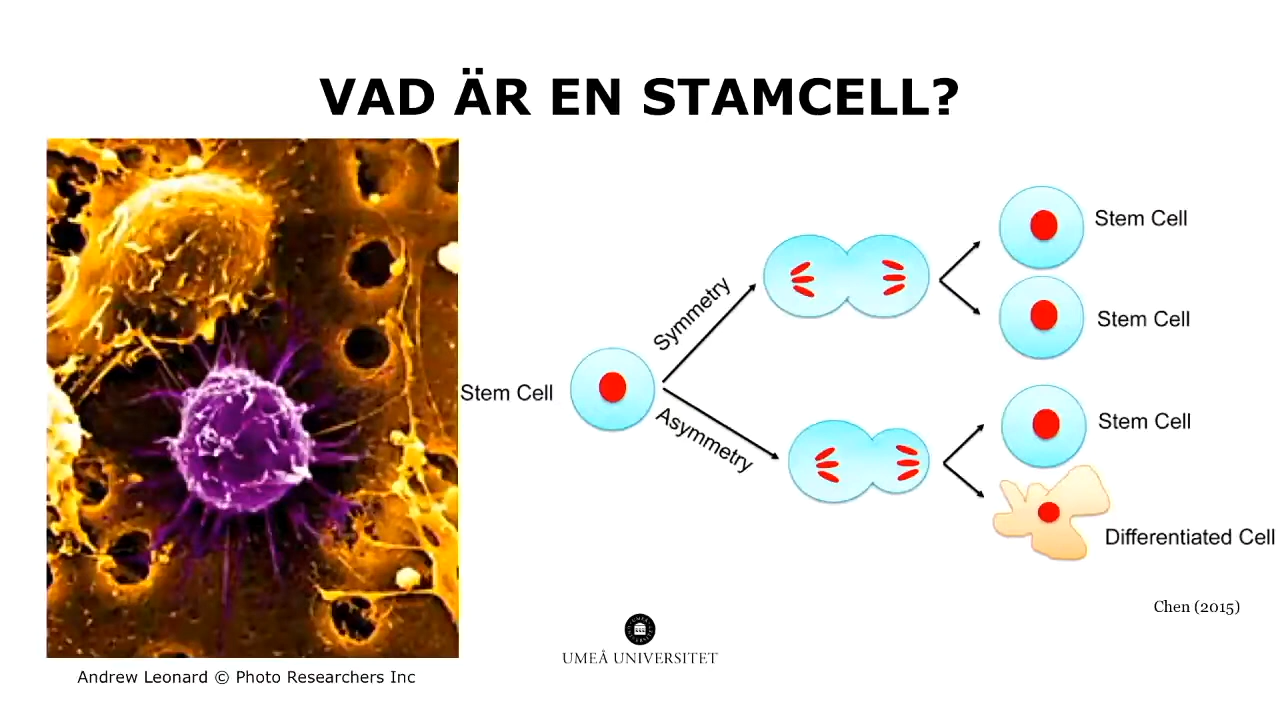 VAD ÄR EN STAMCELL?
Stem Cell
Symmetry
Asymmetry
Stem Cell
Stem Cell
Stem Cell
Differentiated Cell
Chen (2015)
UMEÅ UNIVERSITET
Andrew Leonard © Photo Researchers Inc